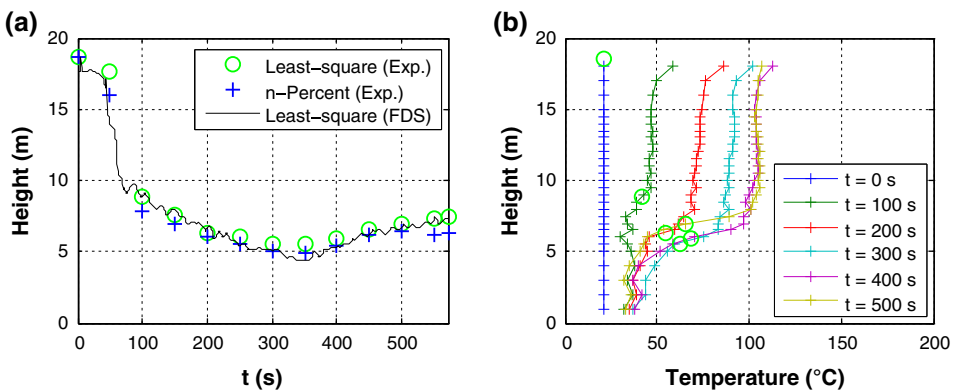 (a)
20
15
10
5
0
Height (m)
0
100
200
300
400
500
t (s)
Least-square (Exp.)
n-Percent (Exp.)
Least-square (FDS)
(b)
20
15
10
5
0
Height (m)
0
50
100
150
200
Temperature (°C)
t = 0 s
t = 100 s
t = 200 s
t = 300 s
t = 400 s
t = 500 s